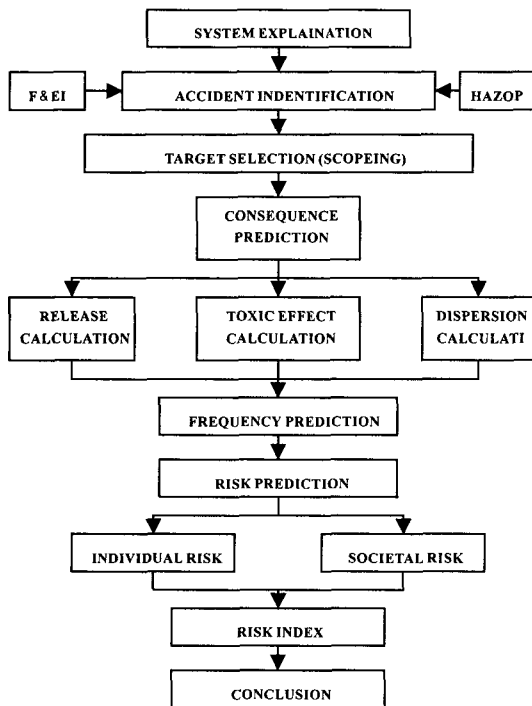 SYSTEM EXPLAINATION
F&EI
ACCIDENT INDENTIFICATION
HAZOP
TARGET SELECTION (SCOPEING)
CONSEQUENCE
PREDICTION
RELEASE
CALCULATION
TOXIC EFFECT
CALCULATION
DISPERSION
CALCULATI
FREQUENCY PREDICTION
RISK PREDICTION
INDIVIDUAL RISK
SOCIETAL RISK
RISK INDEX
CONCLUSION